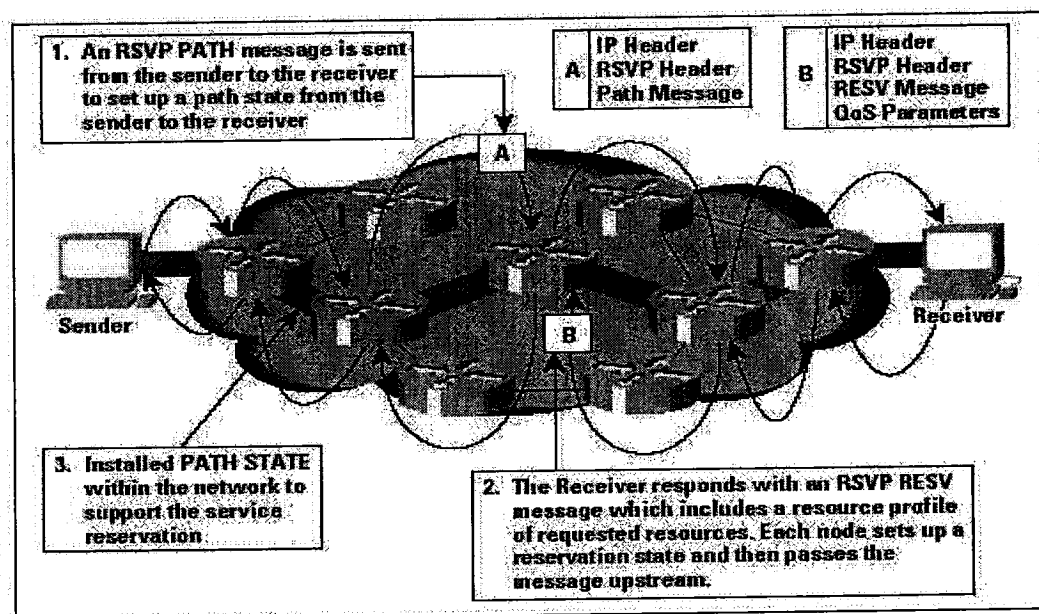 1. An RSVP PATH message is sent
from the sender to the receiver
to set up a path state from the
sender to the receiver
A
IP Header
RSVP Header
Path Message
B
IP Header
RSVP Header
RESV Message
QoS Parameters
A
Sender
B
Receiver
3. Installed PATH STATE
within the network to
support the service
reservation
2. The Receiver responds with an RSVP RESV
message which includes a resource profile
of requested resources. Each node sets up a
reservation state and then passes the
message upstream.